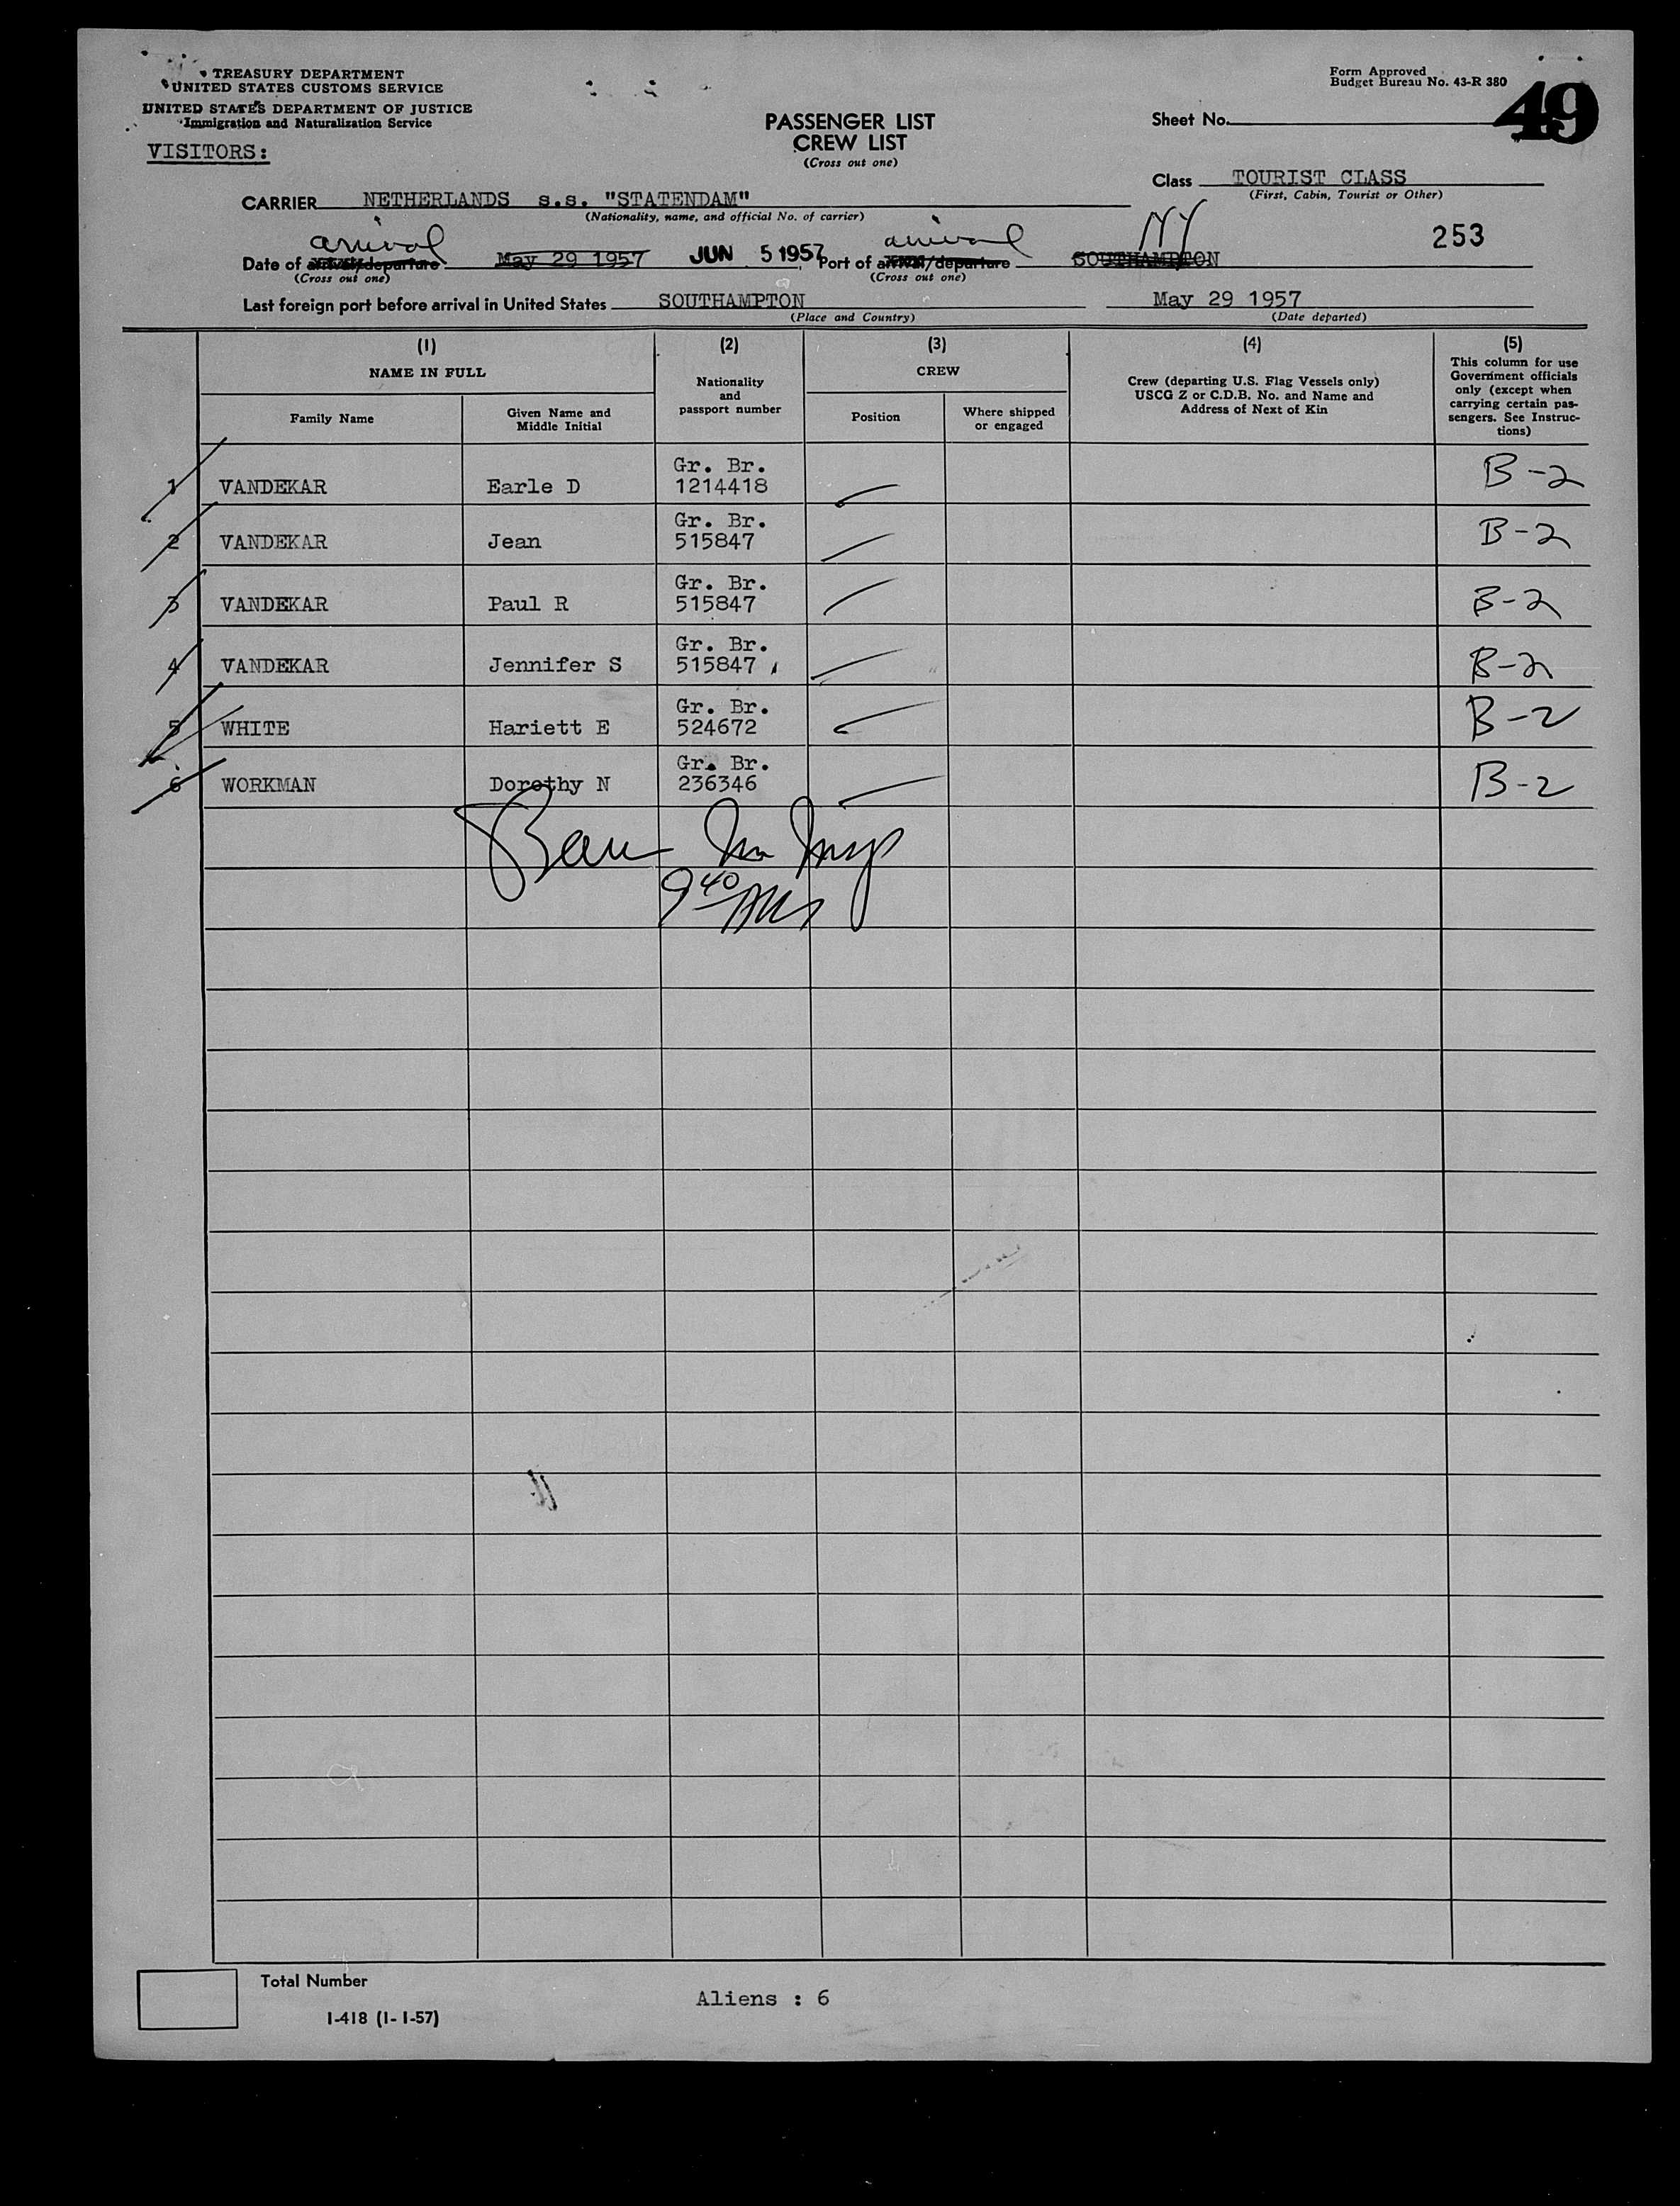 TREASURY DEPARTMENT
UNITED STATES CUSTOMS SERVICE
UNITED STATES DEPARTMENT OF JUSTICE
Immigration and Naturalization Service
VISITORS:
PASSENGER LIST
CREW LIST
(Cross out one)
Form Approved
Budget Bureau No. 43-R 380
Sheet No. 49
Class TOURIST CLASS
(First, Cabin, Tourist or Other)
CARRIER NETHERLANDS s.s. "STATENDAM"
(Nationality, name, and official No. of carrier)
arrival arrival NY 253
Date of arrival/departure May 29 1957 JUN 5 1957, Port of arrival/departure SOUTHAMPTON
(Cross out one) (Cross out one)
Last foreign port before arrival in United States SOUTHAMPTON May 29 1957
(Place and Country) (Date departed)
(1) (2) (3) (4) (5)
NAME IN FULL
Family Name
Given Name and
Middle Initial
Nationality
and
passport number
CREW
Position
Where shipped
or engaged
Crew (departing U.S. Flag Vessels only)
USCG Z or C.D.B. No. and Name and
Address of Next of Kin
This column for use
Government officials
only (except when
carrying certain pas-
sengers. See Instruc-
tions)
Gr. Br.
1 VANDEKAR Earle D 1214418 B-2
Gr. Br.
2 VANDEKAR Jean 515847 B-2
Gr. Br.
3 VANDEKAR Paul R 515847 B-2
Gr. Br.
4 VANDEKAR Jennifer S 515847 B-2
Gr. Br.
5 WHITE Hariett E 524672 B-2
Gr. Br.
6 WORKMAN Dorothy N 236346 B-2
9 40
Total Number
Aliens : 6
I-418 (1-1-57)